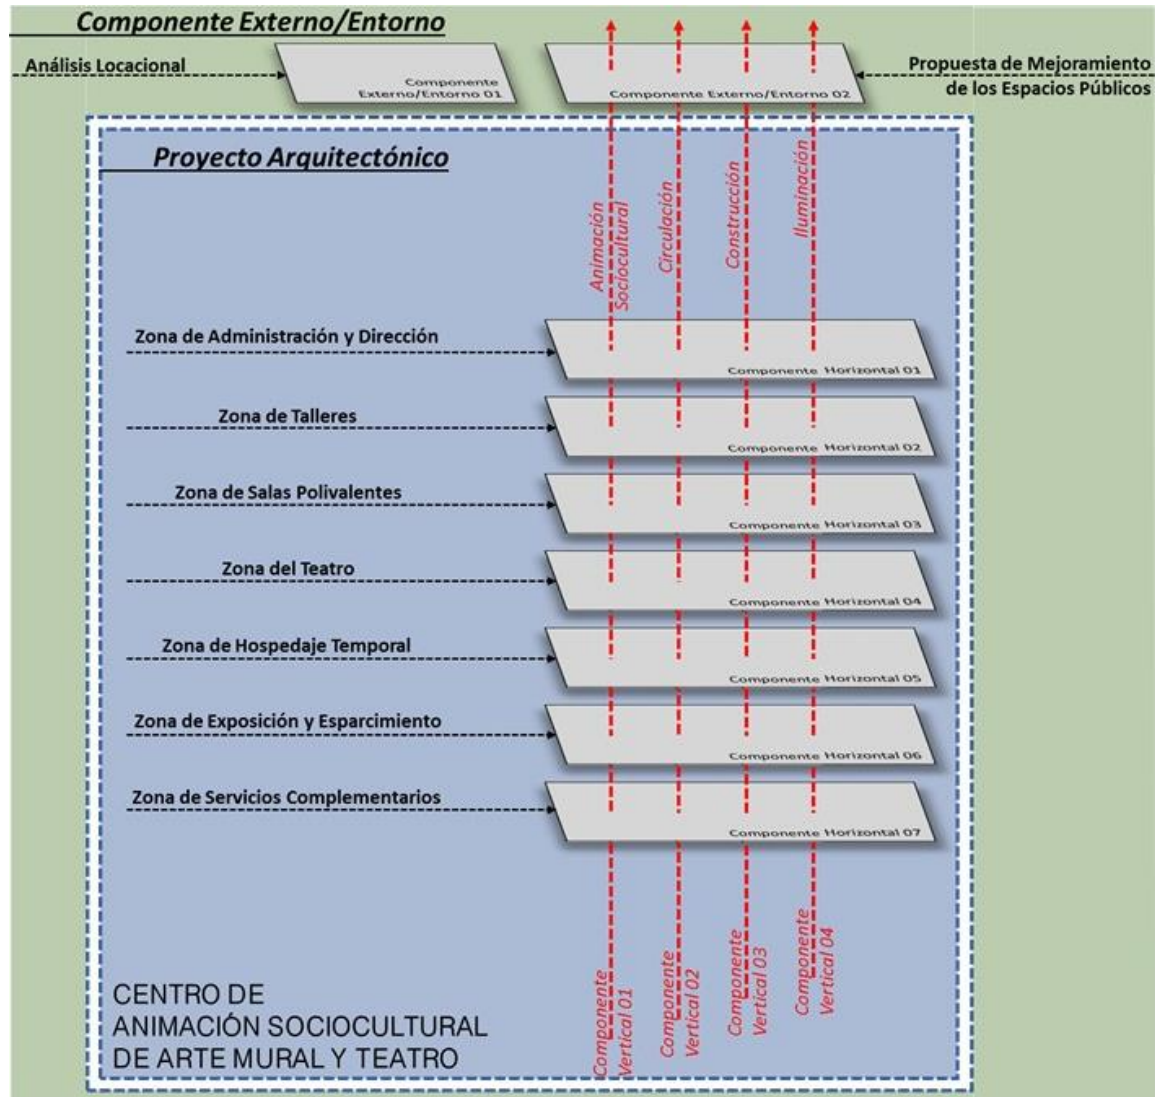 Componente Externo/Entorno
Análisis Locacional
Componente
Externo/Entorno 01
Componente Externo/Entorno 02
Propuesta de Mejoramiento
de los Espacios Públicos
Proyecto Arquitectónico
Animación
Sociocultural
Circulación
Construcción
Iluminación
Zona de Administración y Dirección
Componente Horizontal 01
Zona de Talleres
Componente Horizontal 02
Zona de Salas Polivalentes
Componente Horizontal 03
Zona del Teatro
Componente Horizontal 04
Zona de Hospedaje Temporal
Componente Horizontal 05
Zona de Exposición y Esparcimiento
Componente Horizontal 06
Zona de Servicios Complementarios
Componente Horizontal 07
Componente
Vertical 01
Componente
Vertical 02
Componente
Vertical 03
Componente
Vertical 04
CENTRO DE
ANIMACIÓN SOCIOCULTURAL
DE ARTE MURAL Y TEATRO